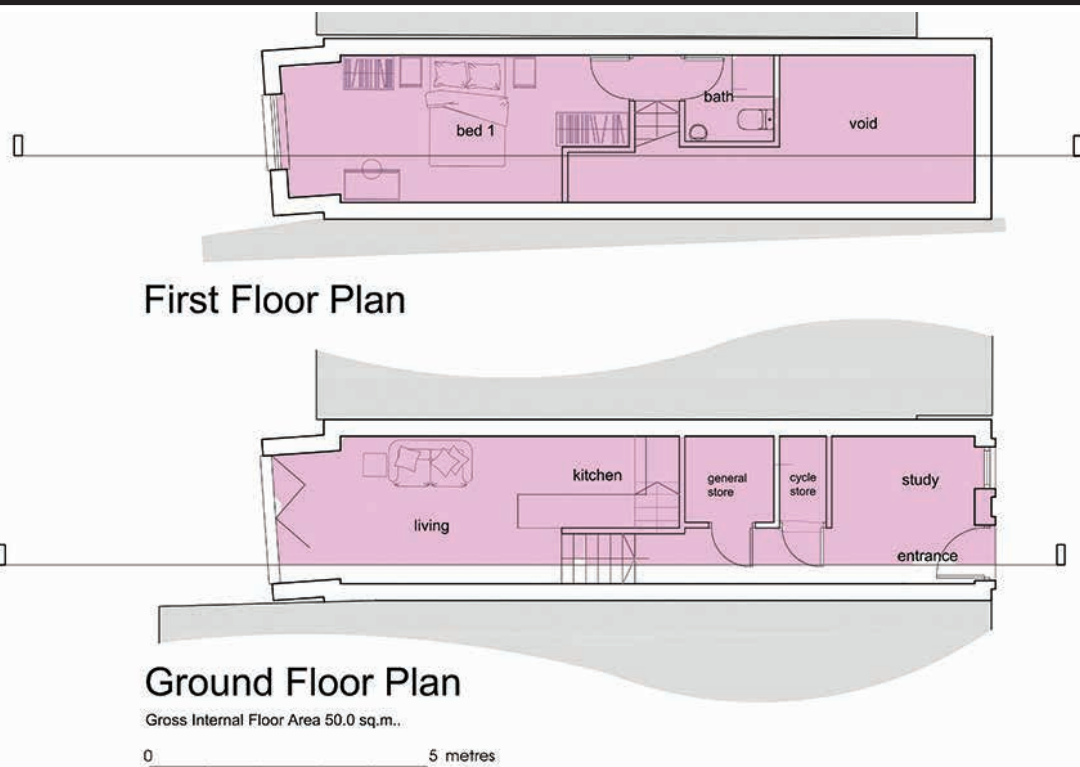 bed 1
bath
void
First Floor Plan
living
kitchen
general
store
cycle
store
study
entrance
Ground Floor Plan
Gross Internal Floor Area 50.0 sq.m..
0 5 metres